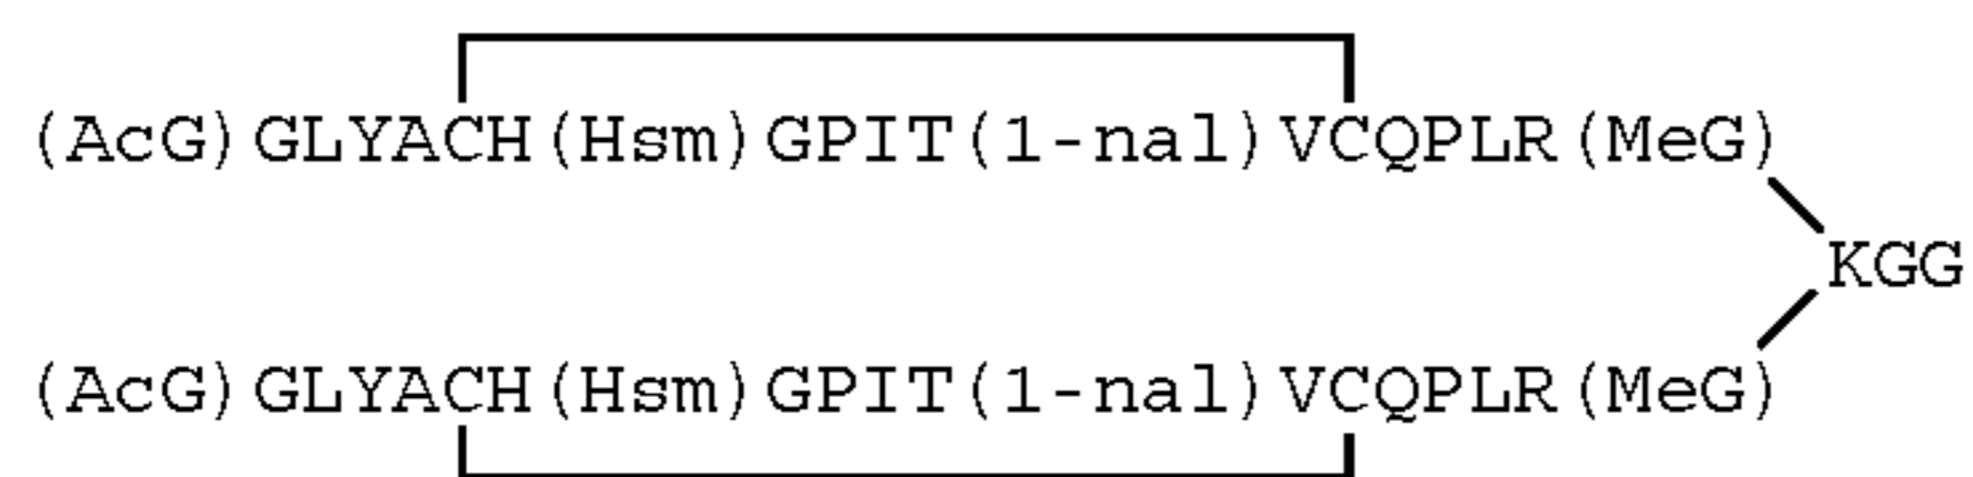 (AcG)GLYACH(Hsm)GPIT(1-nal)VCQPLR(MeG)
KGG
(AcG)GLYACH(Hsm)GPIT(1-nal)VCQPLR(MeG)